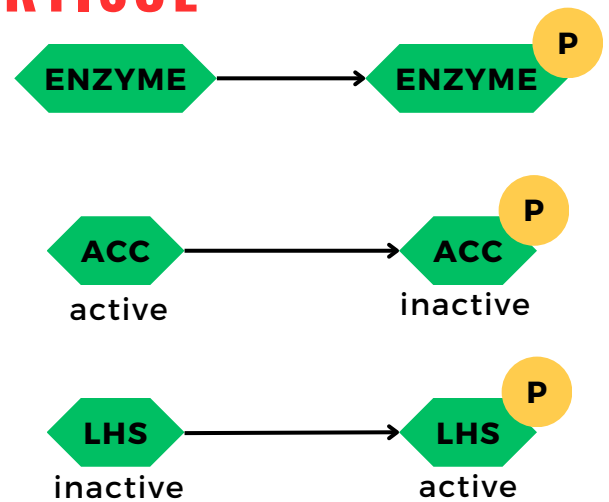 P
ENZYME ENZYME
P
ACC ACC
active inactive
P
LHS LHS
inactive active